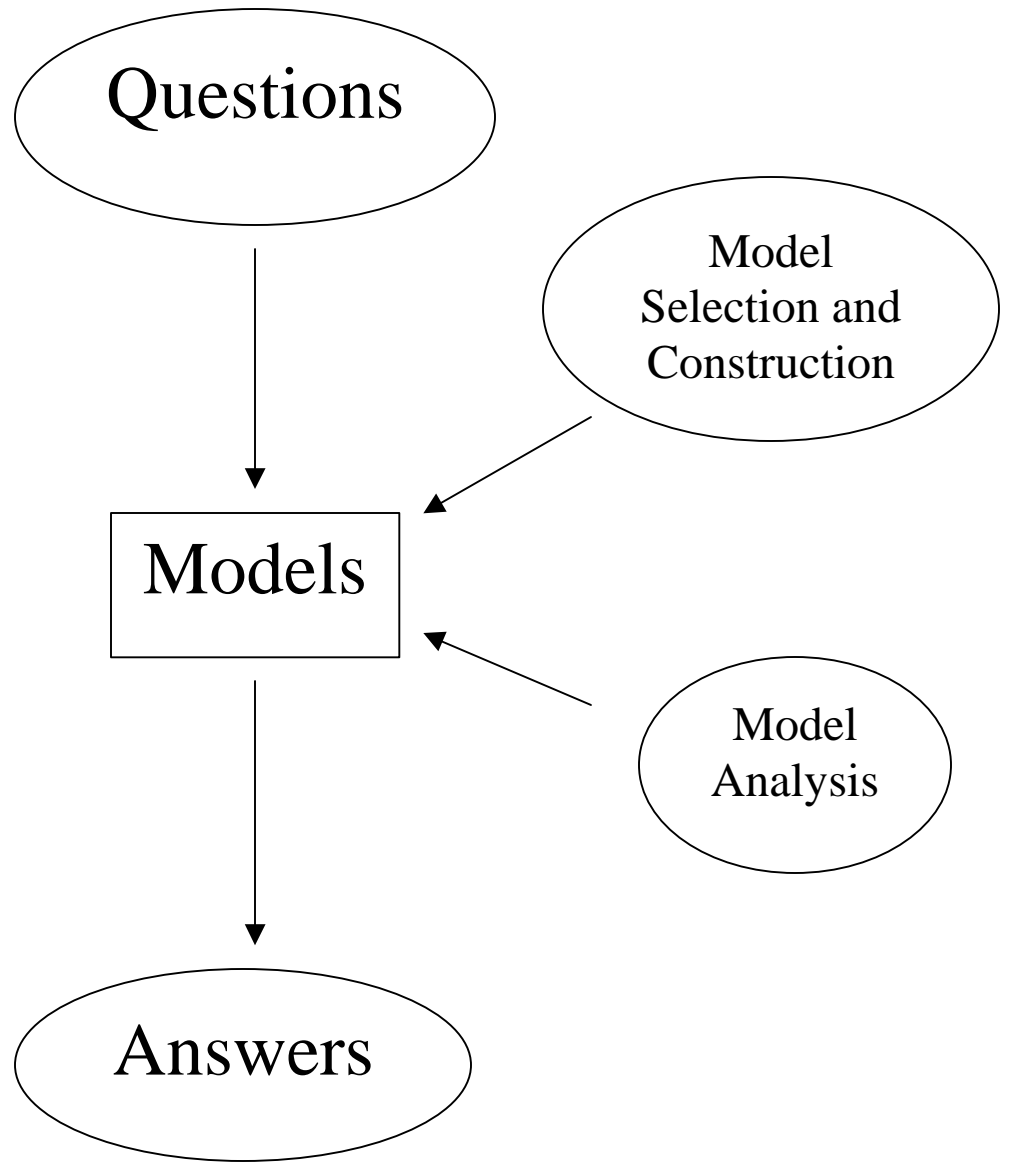 Questions
Model
Selection and
Construction
Models
Model
Analysis
Answers